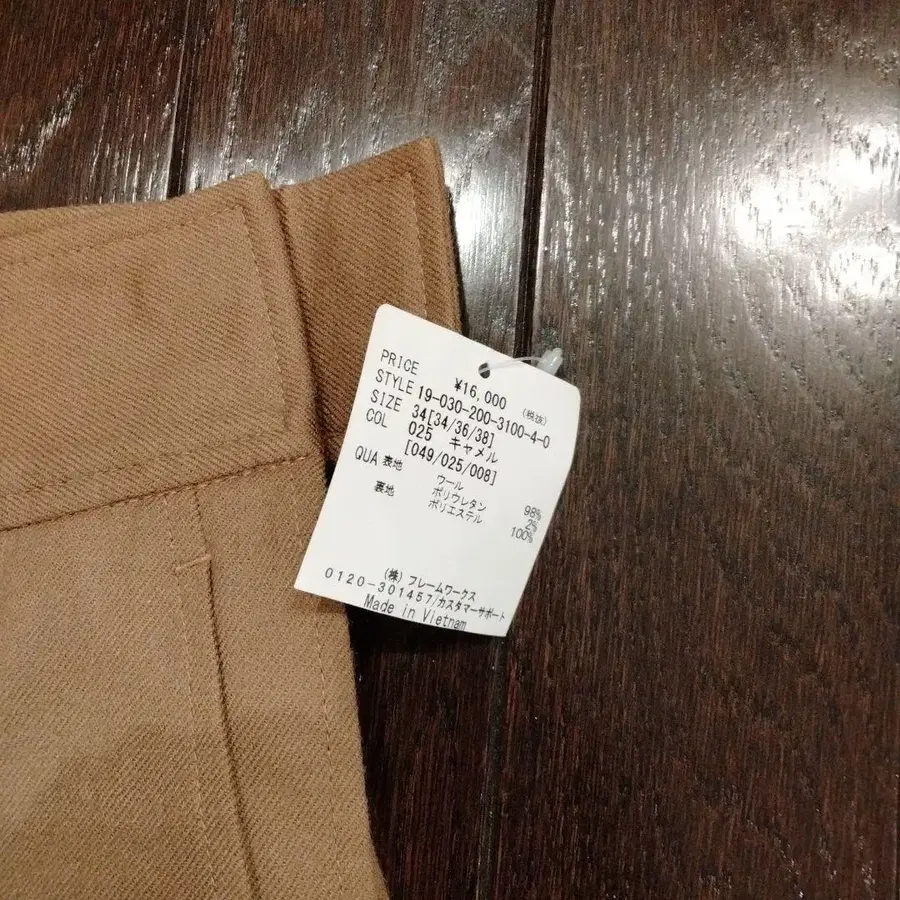 PRICE ¥16,000 (税抜)
STYLE 19-030-200-3100-4-0
SIZE 34[34/36/38]
COL 025 キャメル
[049/025/008]
QUA 表地 ウール 98%
ポリウレタン 2%
裏地 ポリエステル 100%
(株) フレームワークス
0120-301457/カスタマーサポート
Made in Vietnam